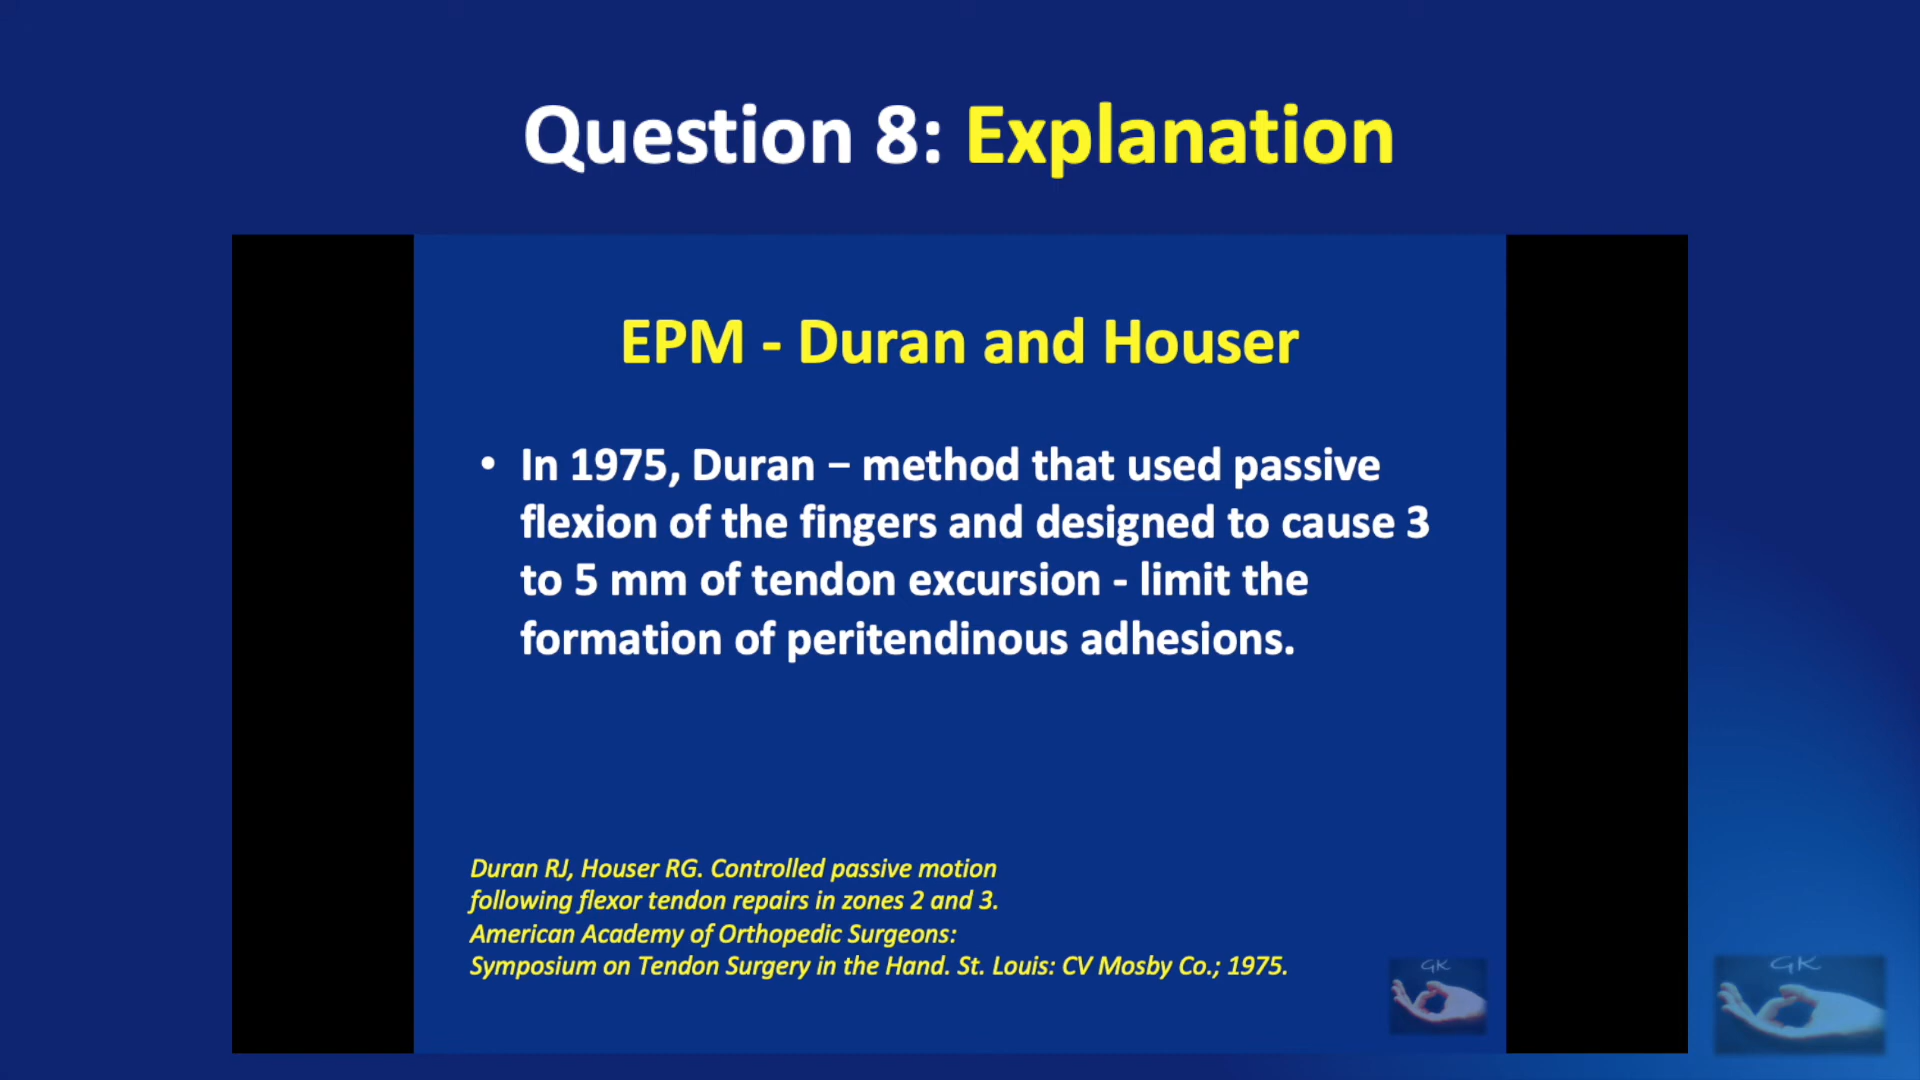 Question 8: Explanation
EPM - Duran and Houser
• In 1975, Duran – method that used passive
flexion of the fingers and designed to cause 3
to 5 mm of tendon excursion - limit the
formation of peritendinous adhesions.
Duran RJ, Houser RG. Controlled passive motion
following flexor tendon repairs in zones 2 and 3.
American Academy of Orthopedic Surgeons:
Symposium on Tendon Surgery in the Hand. St. Louis: CV Mosby Co.; 1975.
GK
GK